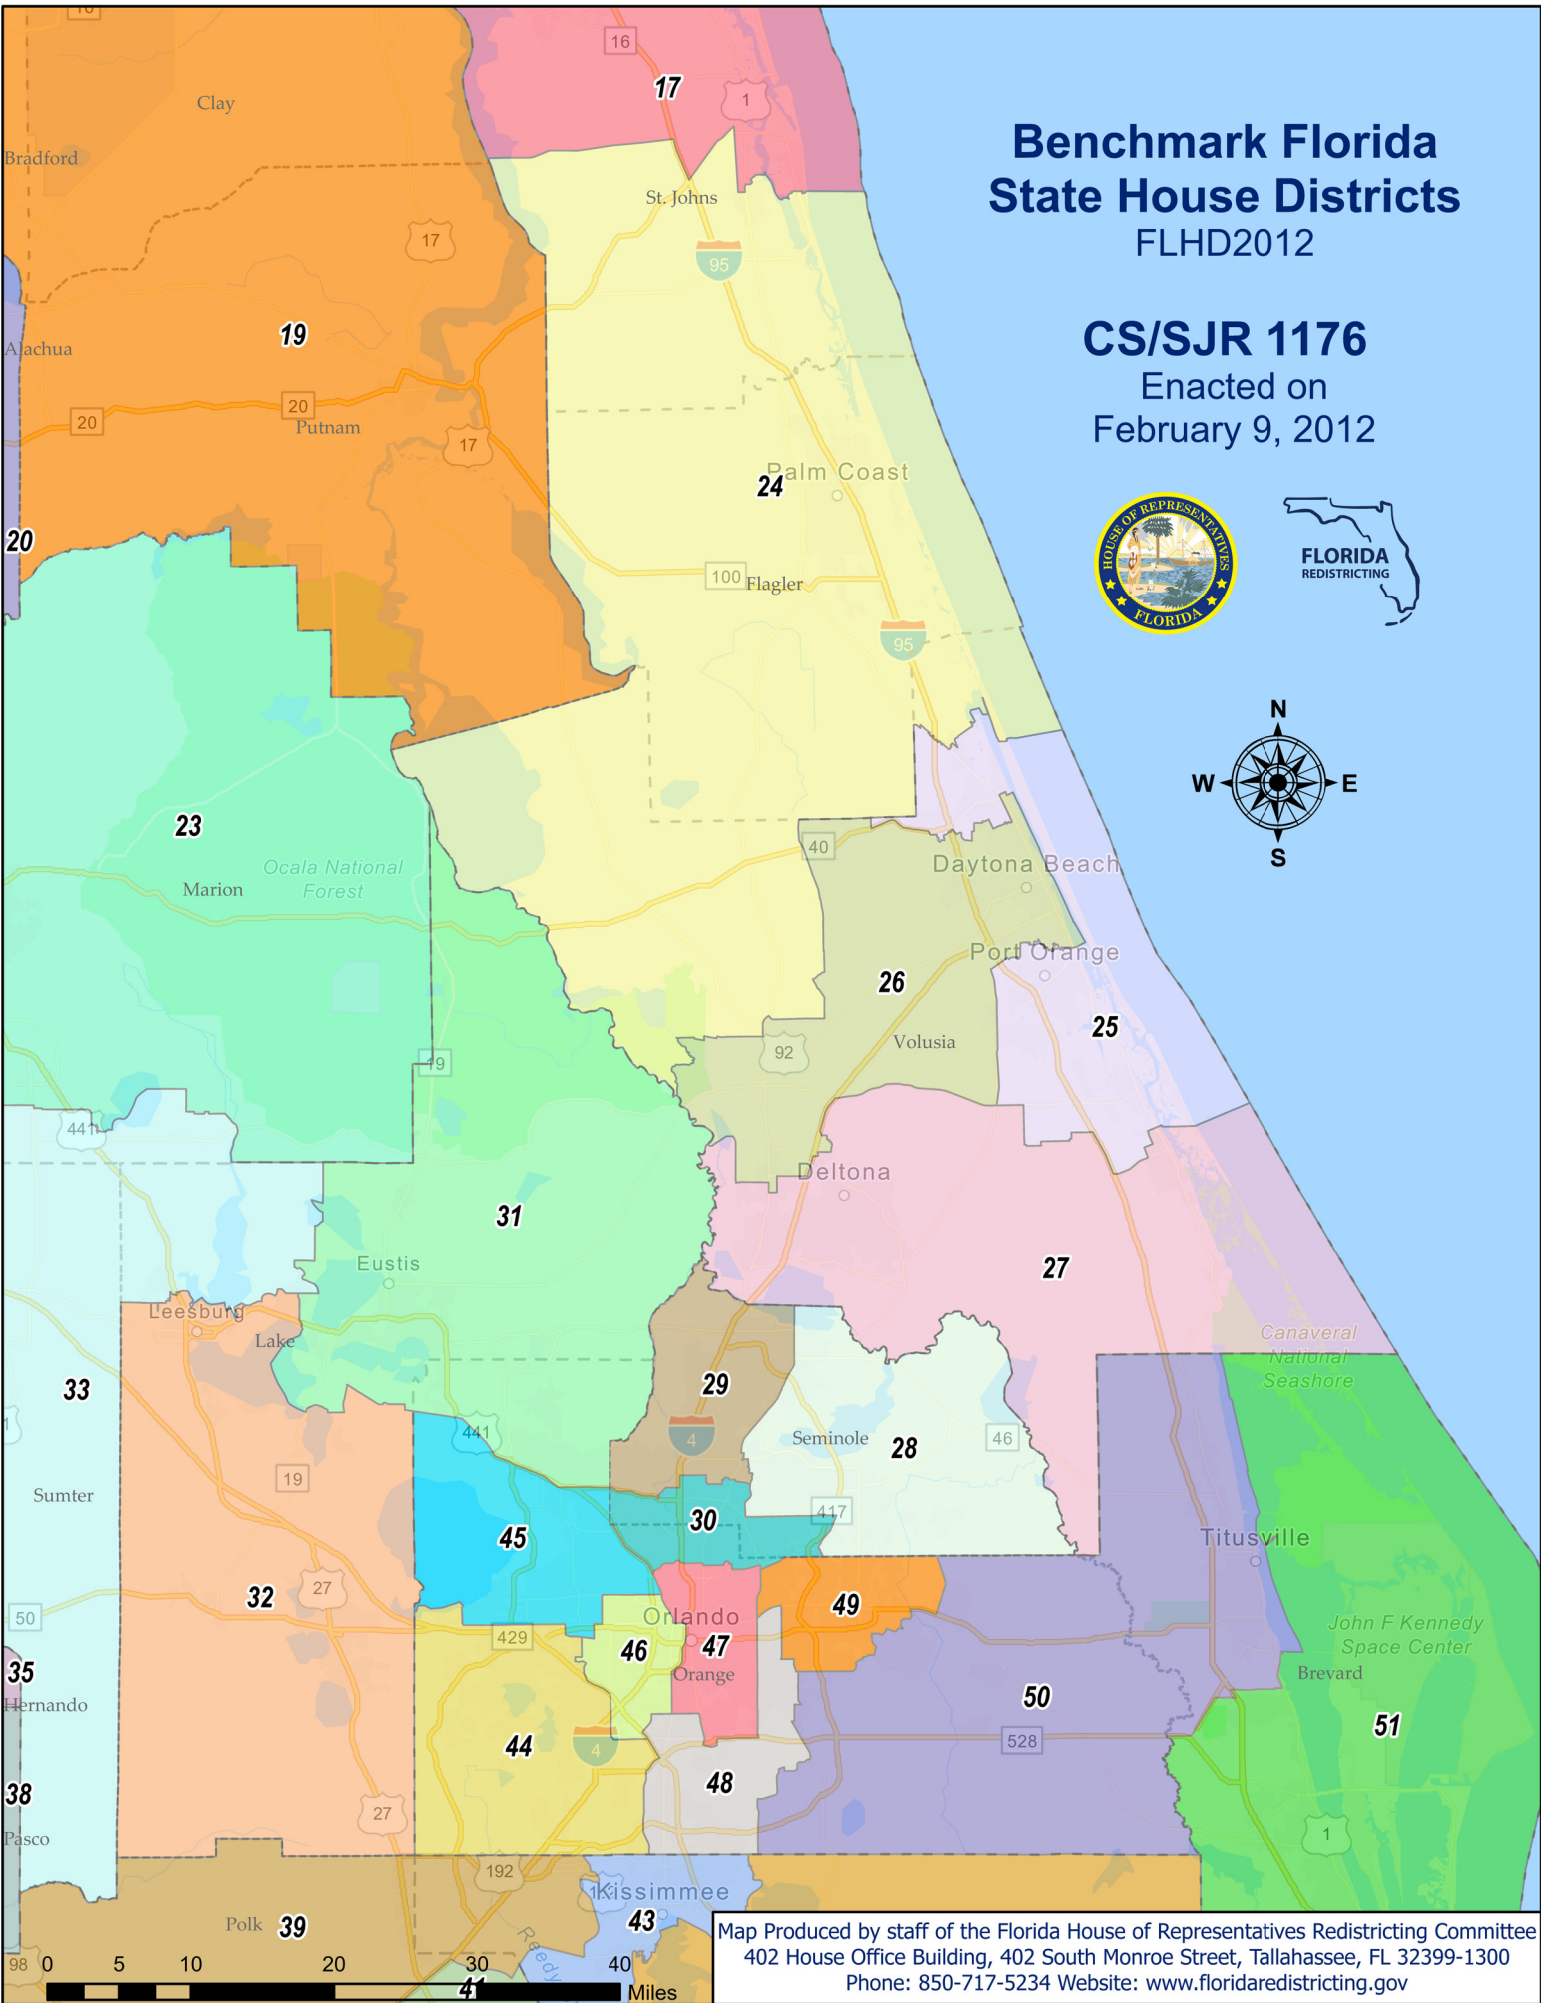 16
16
17
1
Clay
Bradford
St. Johns
17
95
19
Alachua
20
20
Putnam
17
Palm Coast
24
20
100
Flagler
95
Benchmark Florida
State House Districts
FLHD2012
CS/SJR 1176
Enacted on
February 9, 2012
HOUSE OF REPRESENTATIVES
FLORIDA
FLORIDA
REDISTRICTING
N
W
E
S
23
Ocala National
Forest
Marion
40
Daytona Beach
Port Orange
26
25
Volusia
92
19
441
Deltona
31
27
Eustis
Leesburg
Lake
Canaveral
National
Seashore
33
29
1
441
4
Seminole
28
46
19
Sumter
417
30
45
Titusville
27
32
49
50
Orlando
429
46
47
John F Kennedy
Space Center
35
Orange
Brevard
Hernando
50
51
44
4
528
48
38
27
Pasco
1
192
Kissimmee
43
Polk
39
Reedy
98
41
0
5
10
20
30
40
Miles
Map Produced by staff of the Florida House of Representatives Redistricting Committee
402 House Office Building, 402 South Monroe Street, Tallahassee, FL 32399-1300
Phone: 850-717-5234 Website: www.floridaredistricting.gov